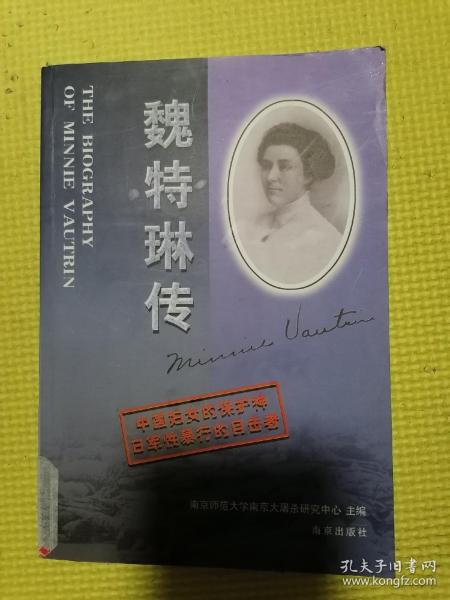 THE BIOGRAPHY
OF MINNIE VAUTRIN
魏特琳传
Minnie Vautrin
中国妇女的保护神
日军性暴行的目击者
南京师范大学南京大屠杀研究中心 主编
南京出版社
孔夫子旧书网
www.kongfz.com